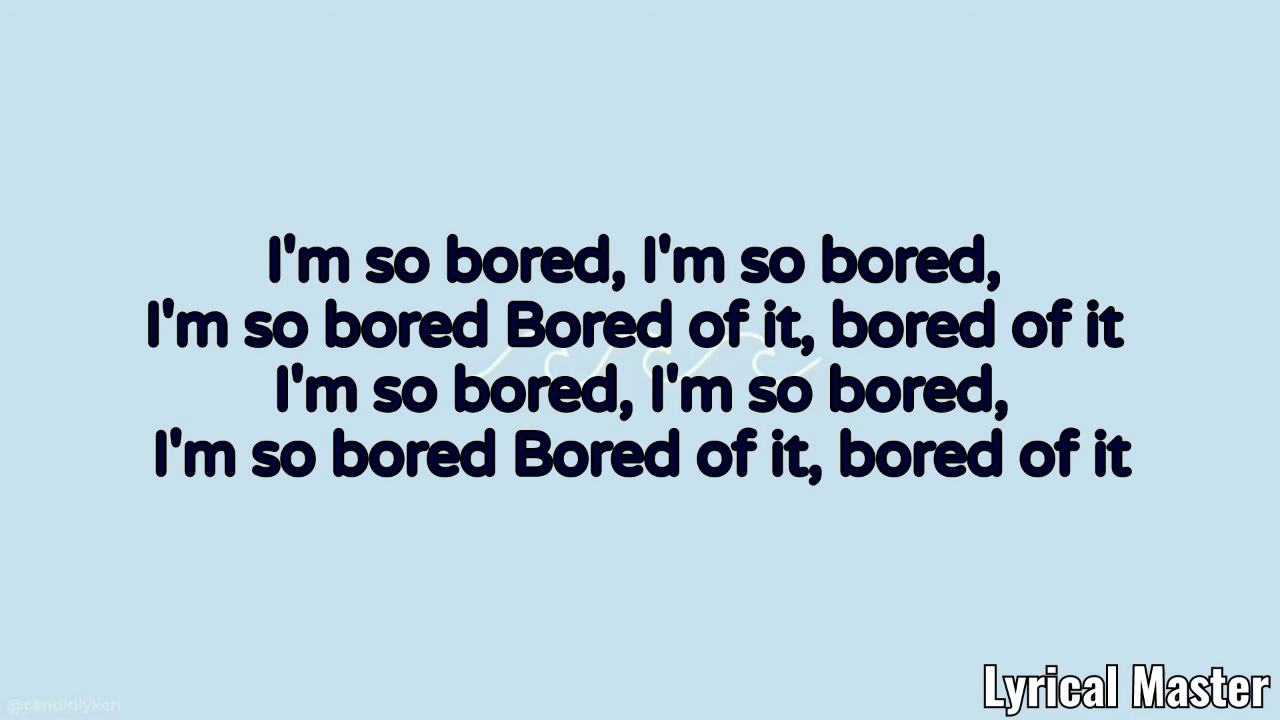 I'm so bored, I'm so bored,
I'm so bored Bored of it, bored of it
I'm so bored, I'm so bored,
I'm so bored Bored of it, bored of it
Lyrical Master
@candidlykeri